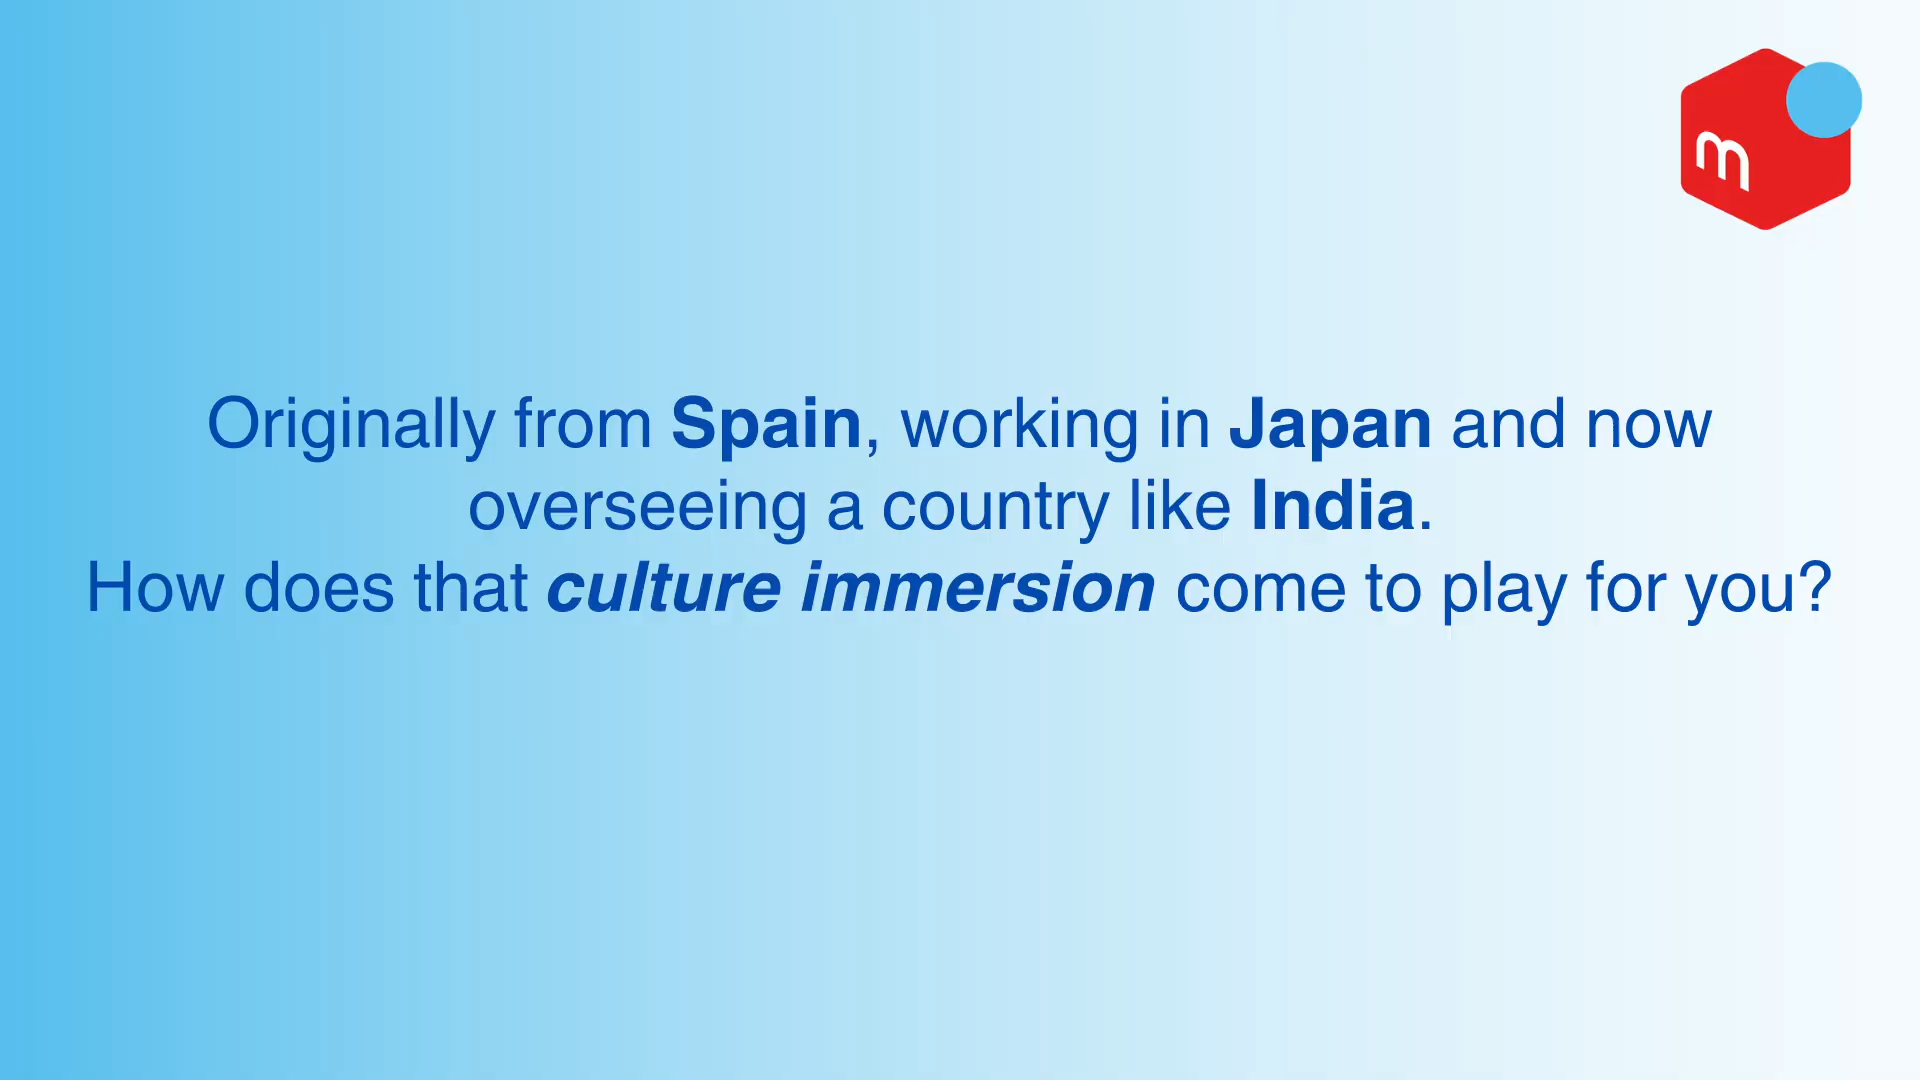 m
Originally from Spain, working in Japan and now
overseeing a country like India.
How does that culture immersion come to play for you?